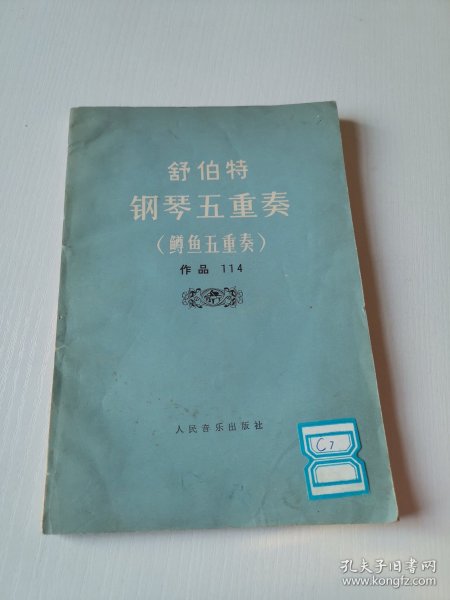 舒伯特
钢琴五重奏
（鳟鱼五重奏）
作品 114
人民音乐出版社
C7
孔夫子旧书网
www.kongfz.com